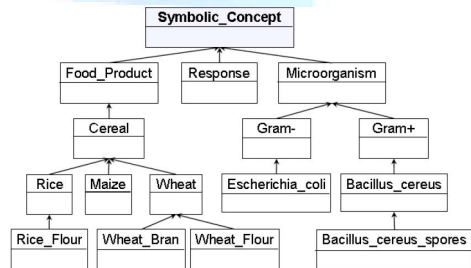 Symbolic_Concept
Food_Product Response Microorganism
Cereal Gram- Gram+
Rice Maize Wheat Escherichia_coli Bacillus_cereus
Rice_Flour Wheat_Bran Wheat_Flour Bacillus_cereus_spores